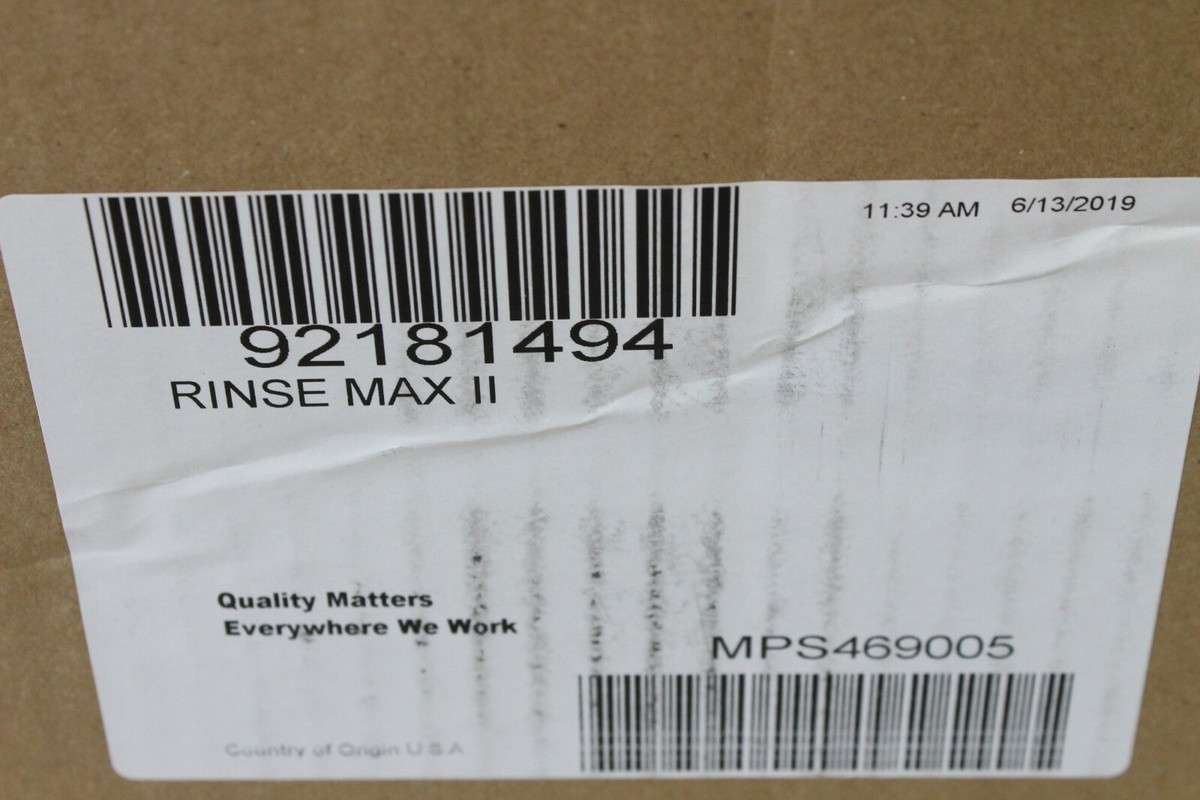 11:39 AM 6/13/2019
92181494
RINSE MAX II
Quality Matters
Everywhere We Work
MPS469005
Country of Origin U S A